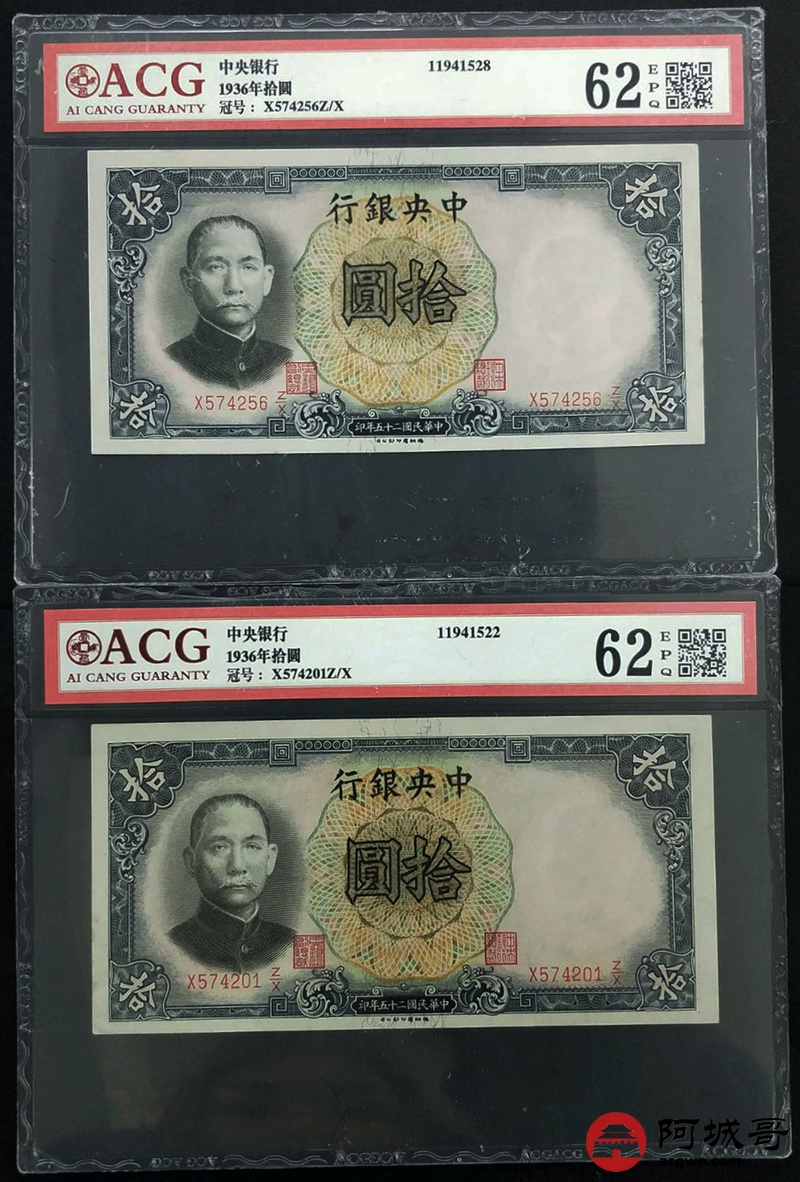 ACG
AI CANG GUARANTY
中央银行
1936年拾圆
冠号： X574256Z/X
11941528
62
EPQ
拾
拾
行銀央中
圓拾
X574256 Z/X
X574256 Z/X
拾
印年五十二國民華中
拾
ACG
AI CANG GUARANTY
中央银行
1936年拾圆
冠号： X574201Z/X
11941522
62
EPQ
拾
拾
行銀央中
圓拾
X574201 Z/X
X574201 Z/X
拾
印年五十二國民華中
拾
阿城哥
acgwp.com